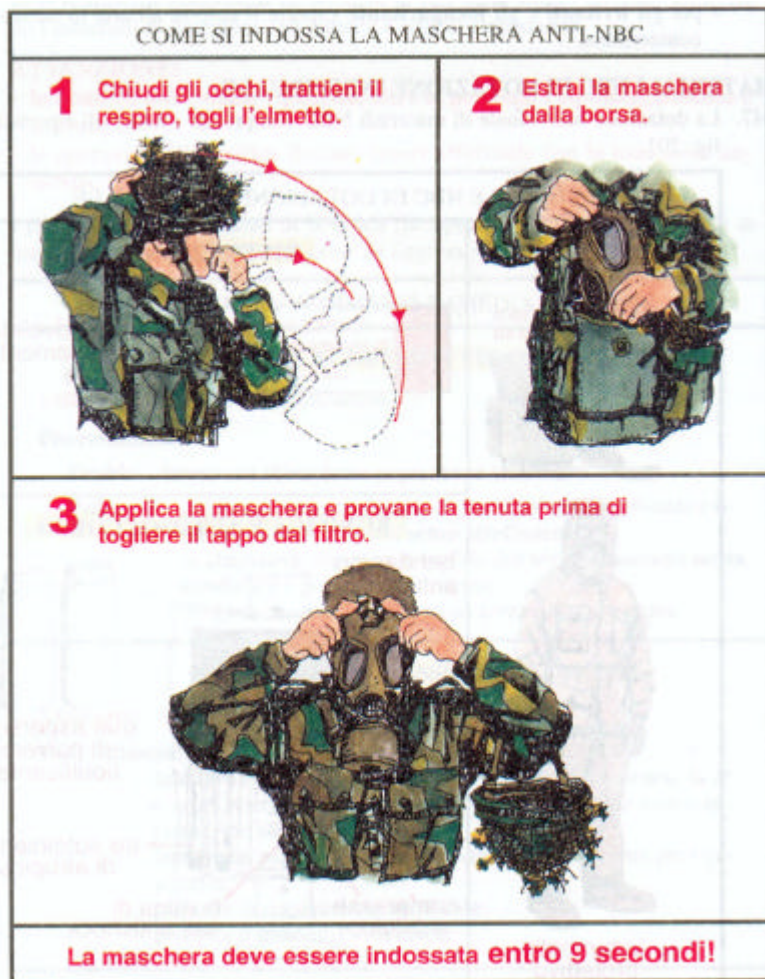 COME SI INDOSSA LA MASCHERA ANTI-NBC
1 Chiudi gli occhi, trattieni il
respiro, togli l'elmetto.
2 Estrai la maschera
dalla borsa.
3 Applica la maschera e provane la tenuta prima di
togliere il tappo dal filtro.
La maschera deve essere indossata entro 9 secondi!